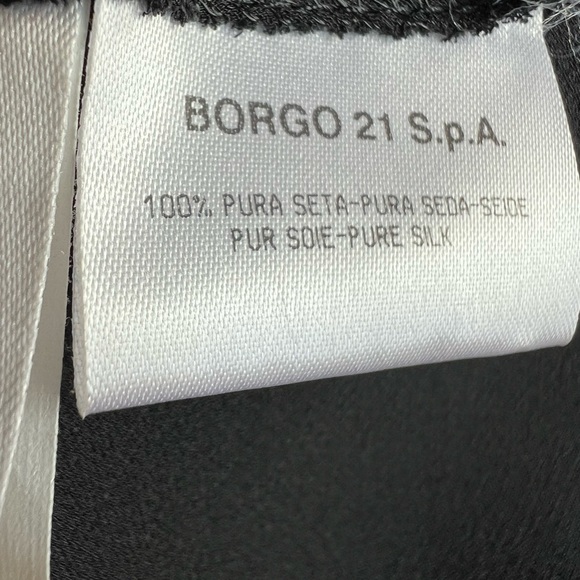 BORGO 21 S.p.A.
100% PURA SETA-PURA SEDA-SEIDE
PUR SOIE-PURE SILK